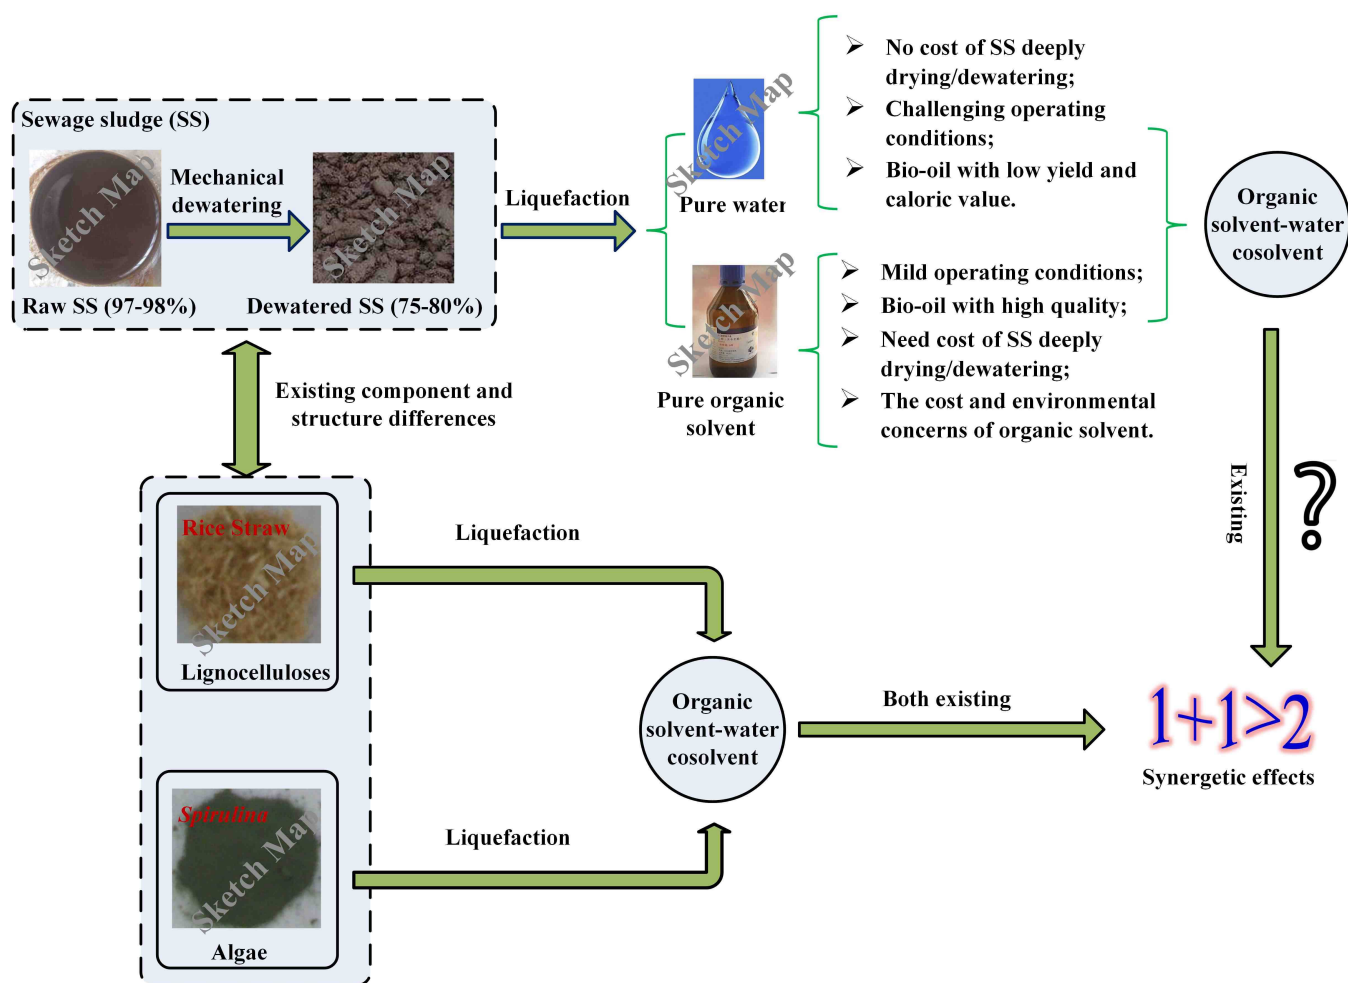 Sewage sludge (SS)
Mechanical
dewatering
Sketch Map
Sketch Map
Raw SS (97-98%)
Dewatered SS (75-80%)
Liquefaction
Sketch Map
Pure water
Sketch Map
Pure organic
solvent
➢ No cost of SS deeply
drying/dewatering;
➢ Challenging operating
conditions;
➢ Bio-oil with low yield and
caloric value.
➢ Mild operating conditions;
➢ Bio-oil with high quality;
➢ Need cost of SS deeply
drying/dewatering;
➢ The cost and environmental
concerns of organic solvent.
Organic
solvent-water
cosolvent
Existing
?
Existing component and
structure differences
Rice Straw
Sketch Map
Lignocelluloses
Liquefaction
Spirulina
Sketch Map
Algae
Liquefaction
Organic
solvent-water
cosolvent
Both existing
1+1>2
Synergetic effects